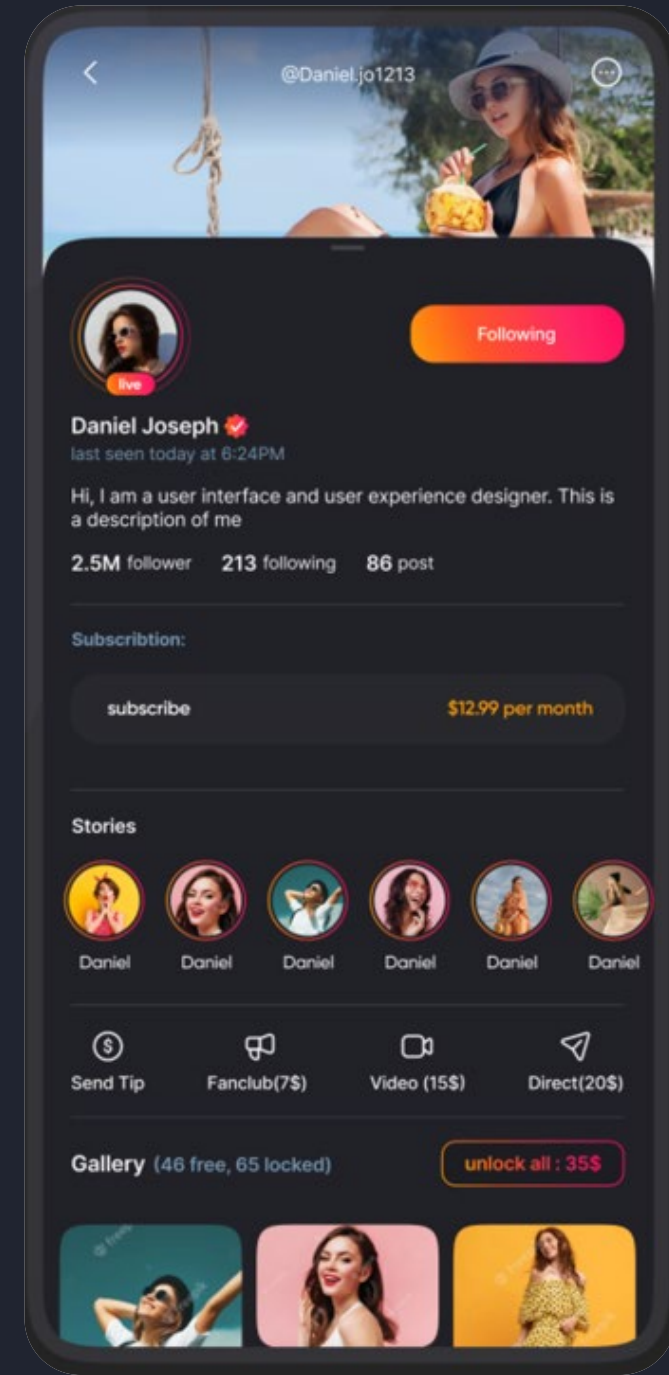 @Daniel.jo1213
Following
live
Daniel Joseph
last seen today at 6:24PM
Hi, I am a user interface and user experience designer. This is
a description of me
2.5M follower 213 following 86 post
Subscribtion:
subscribe $12.99 per month
Stories
Daniel Daniel Daniel Daniel Daniel Daniel
Send Tip Fanclub(7$) Video (15$) Direct(20$)
Gallery (46 free, 65 locked) unlock all : 35$